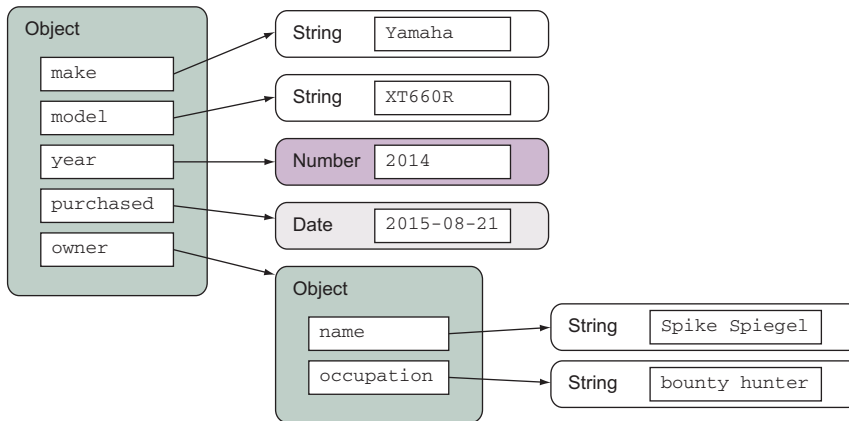 Object
make
model
year
purchased
owner
String Yamaha
String XT660R
Number 2014
Date 2015-08-21
Object
name
occupation
String Spike Spiegel
String bounty hunter